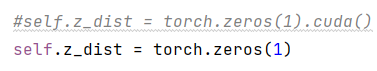 #self.z_dist = torch.zeros(1).cuda()
self.z_dist = torch.zeros(1)